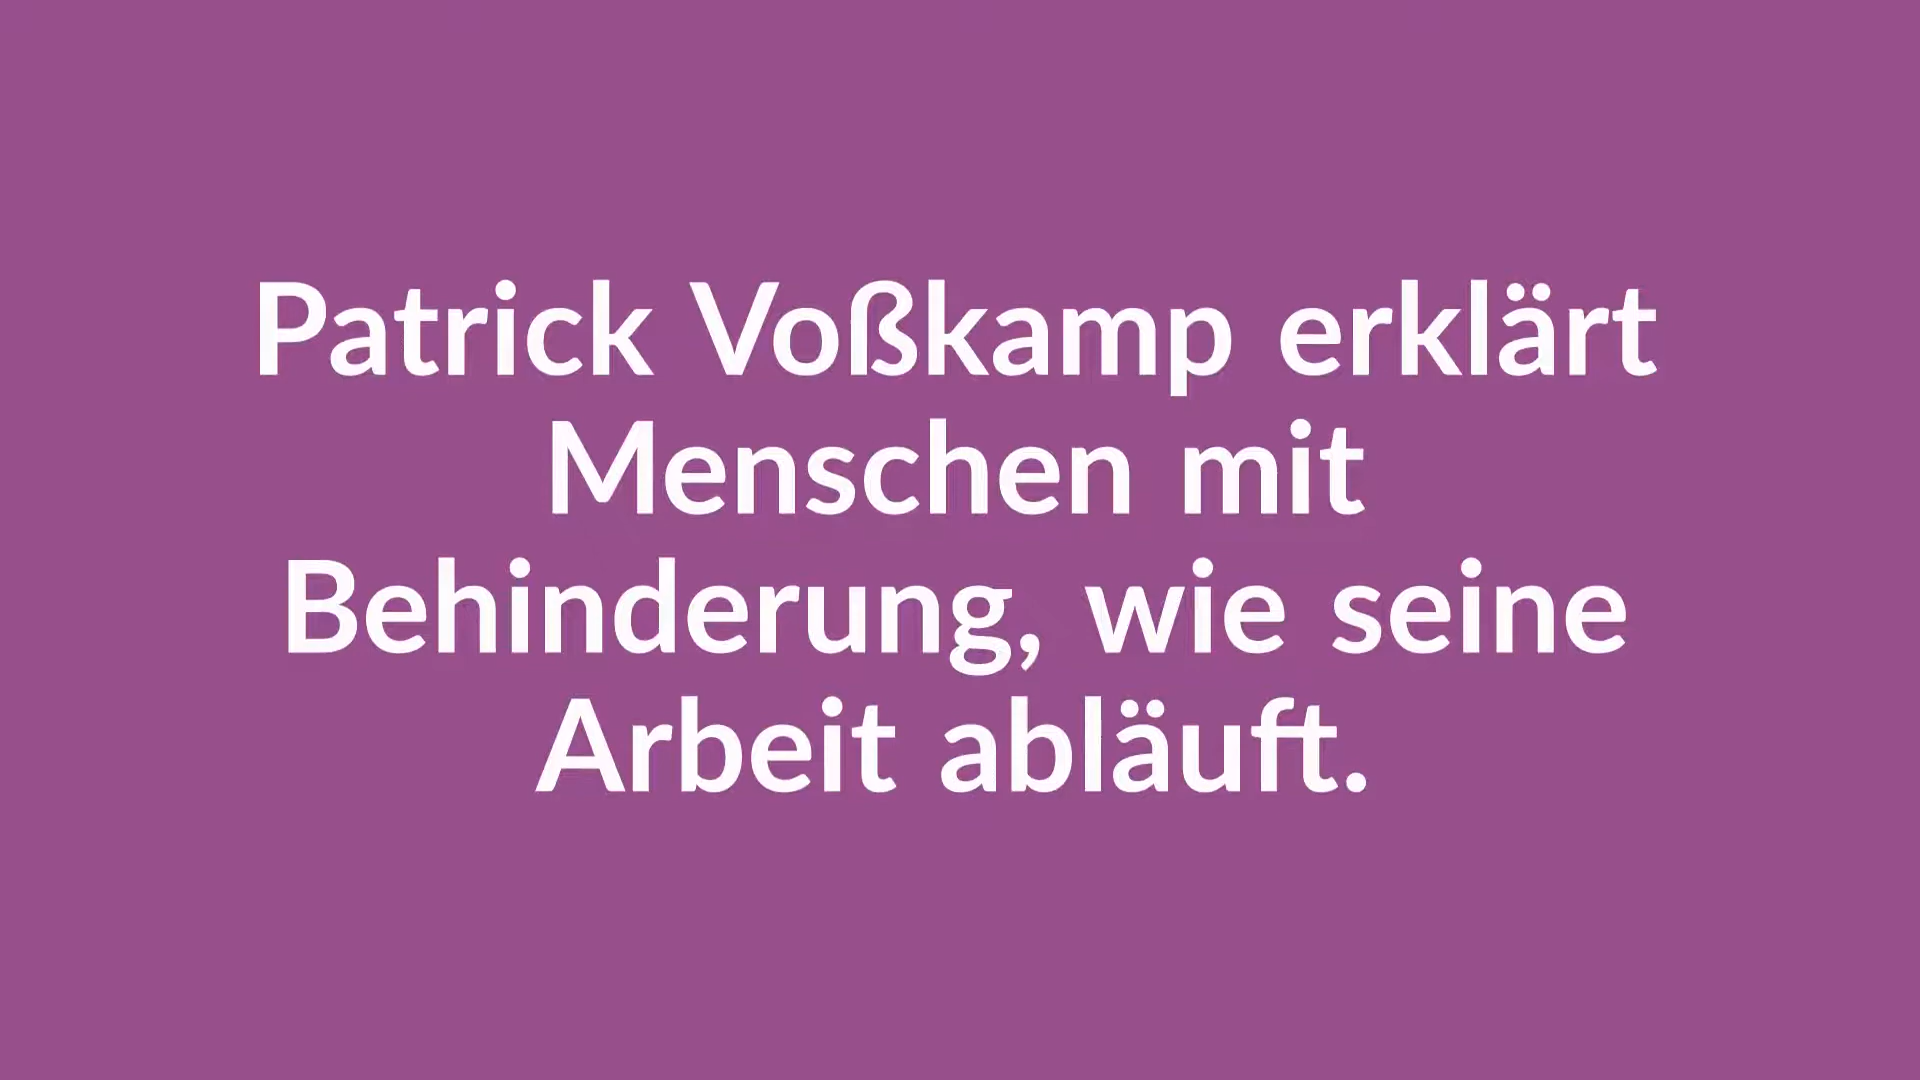 Patrick Voßkamp erklärt
Menschen mit
Behinderung, wie seine
Arbeit abläuft.